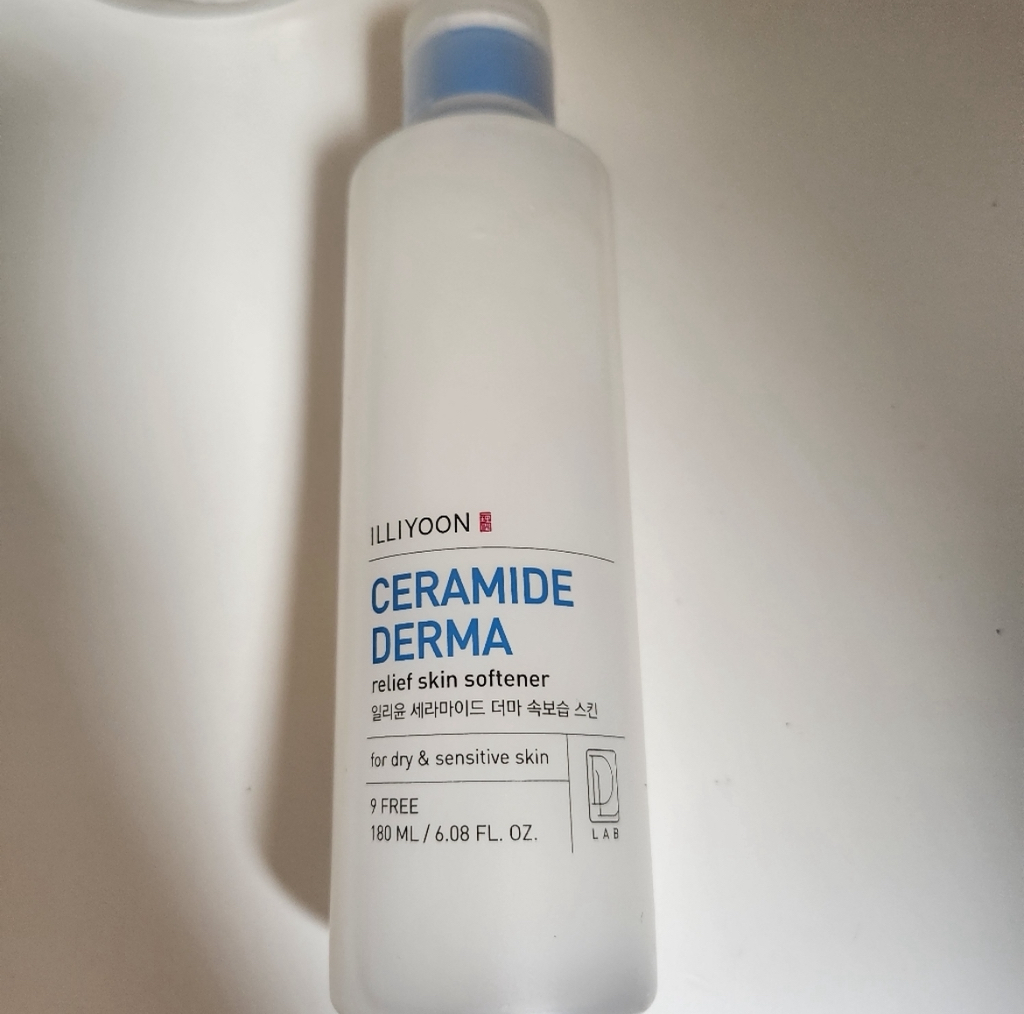 ILLIYOON
CERAMIDE
DERMA
relief skin softener
일리윤 세라마이드 더마 속보습 스킨
for dry & sensitive skin
9 FREE
180 ML / 6.08 FL. OZ.
DL
LAB